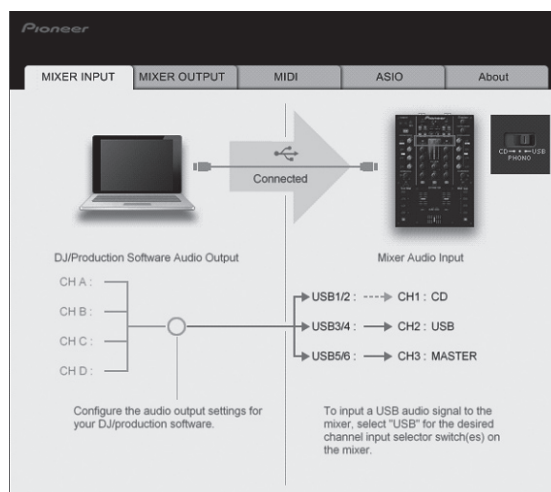 Pioneer
MIXER INPUT
MIXER OUTPUT
MIDI
ASIO
About
Connected
Pioneer
CD
USB
PHONO
DJ/Production Software Audio Output
Mixer Audio Input
CH A :
CH B :
CH C :
CH D :
USB1/2 : CH1 : CD
USB3/4 : CH2 : USB
USB5/6 : CH3 : MASTER
Configure the audio output settings for
your DJ/production software.
To input a USB audio signal to the
mixer, select "USB" for the desired
channel input selector switch(es) on
the mixer.